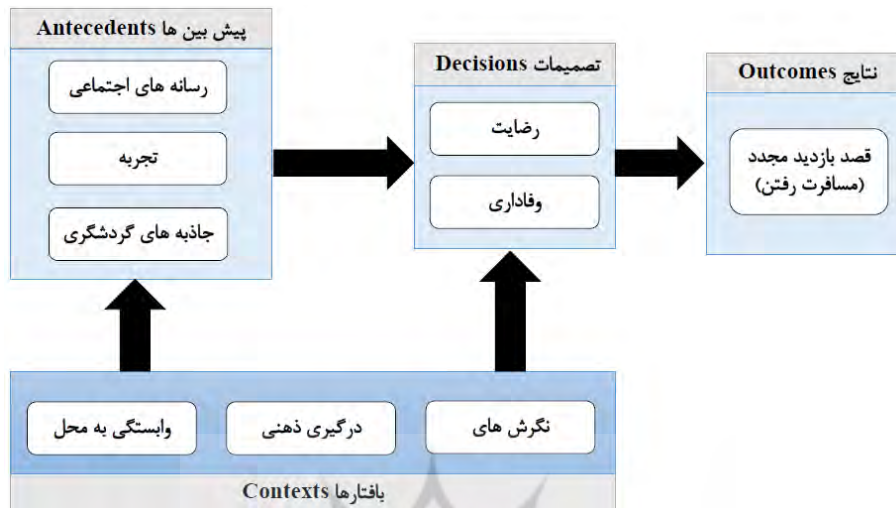 پیش بین ها Antecedents
رسانه های اجتماعی
تجربه
جاذبه های گردشگری
تصمیمات Decisions
رضایت
وفاداری
نتایج Outcomes
قصد بازدید مجدد
(مسافرت رفتن)
نگرش های
درگیری ذهنی
وابستگی به محل
بافتارها Contexts